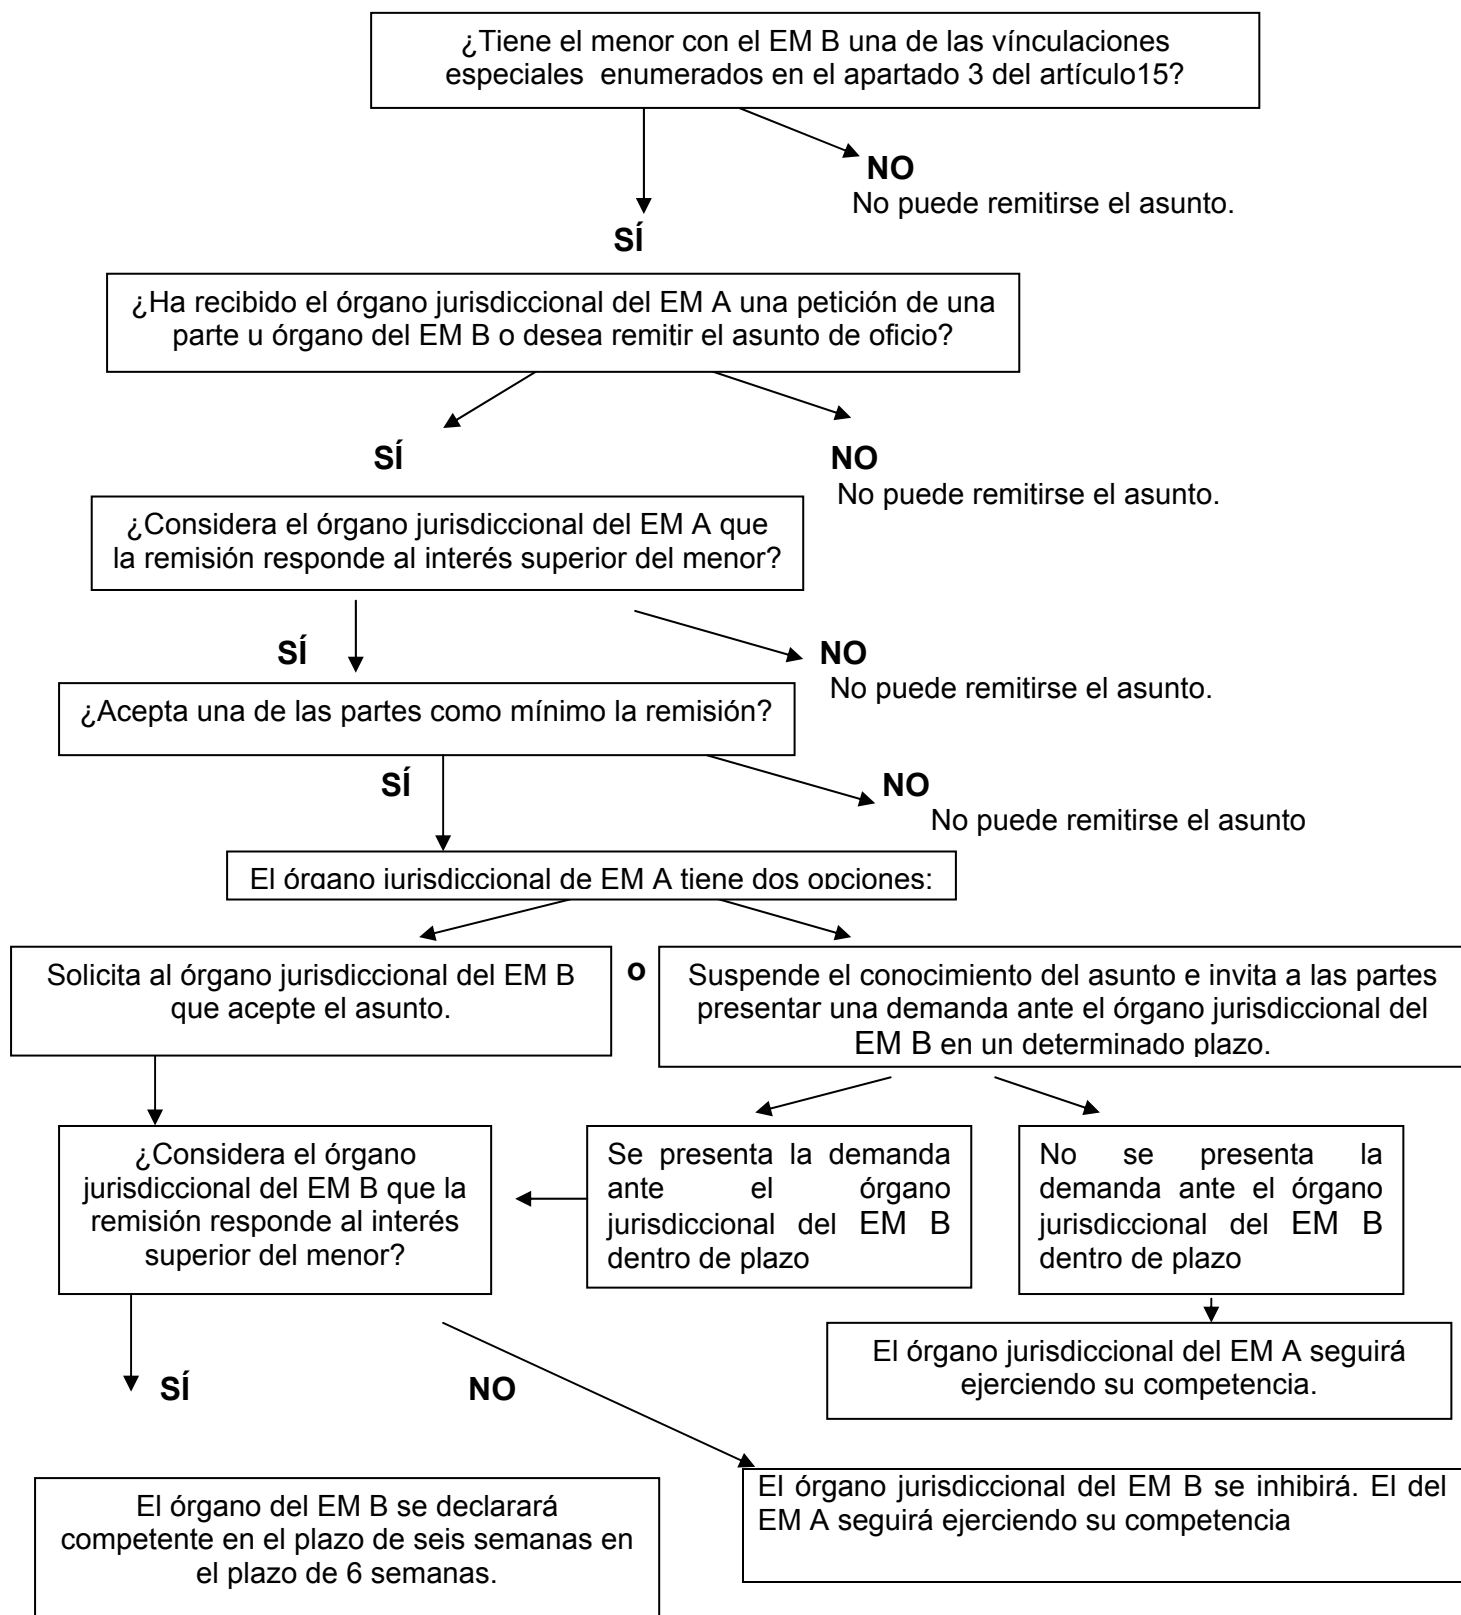 ¿Tiene el menor con el EM B una de las vínculaciones
especiales  enumerados en el apartado 3 del artículo15?
NO
No puede remitirse el asunto.
SÍ
¿Ha recibido el órgano jurisdiccional del EM A una petición de una
parte u órgano del EM B o desea remitir el asunto de oficio?
SÍ
NO
No puede remitirse el asunto.
¿Considera el órgano jurisdiccional del EM A que
la remisión responde al interés superior del menor?
SÍ
NO
No puede remitirse el asunto.
¿Acepta una de las partes como mínimo la remisión?
SÍ
NO
No puede remitirse el asunto
El órgano jurisdiccional de EM A tiene dos opciones:
Solicita al órgano jurisdiccional del EM B
que acepte el asunto.
o
Suspende el conocimiento del asunto e invita a las partes
presentar una demanda ante el órgano jurisdiccional del
EM B en un determinado plazo.
¿Considera el órgano
jurisdiccional del EM B que la
remisión responde al interés
superior del menor?
Se presenta la demanda
ante el órgano
jurisdiccional del EM B
dentro de plazo
No se presenta la
demanda ante el órgano
jurisdiccional del EM B
dentro de plazo
El órgano jurisdiccional del EM A seguirá
ejerciendo su competencia.
SÍ
NO
El órgano del EM B se declarará
competente en el plazo de seis semanas en
el plazo de 6 semanas.
El órgano jurisdiccional del EM B se inhibirá. El del
EM A seguirá ejerciendo su competencia